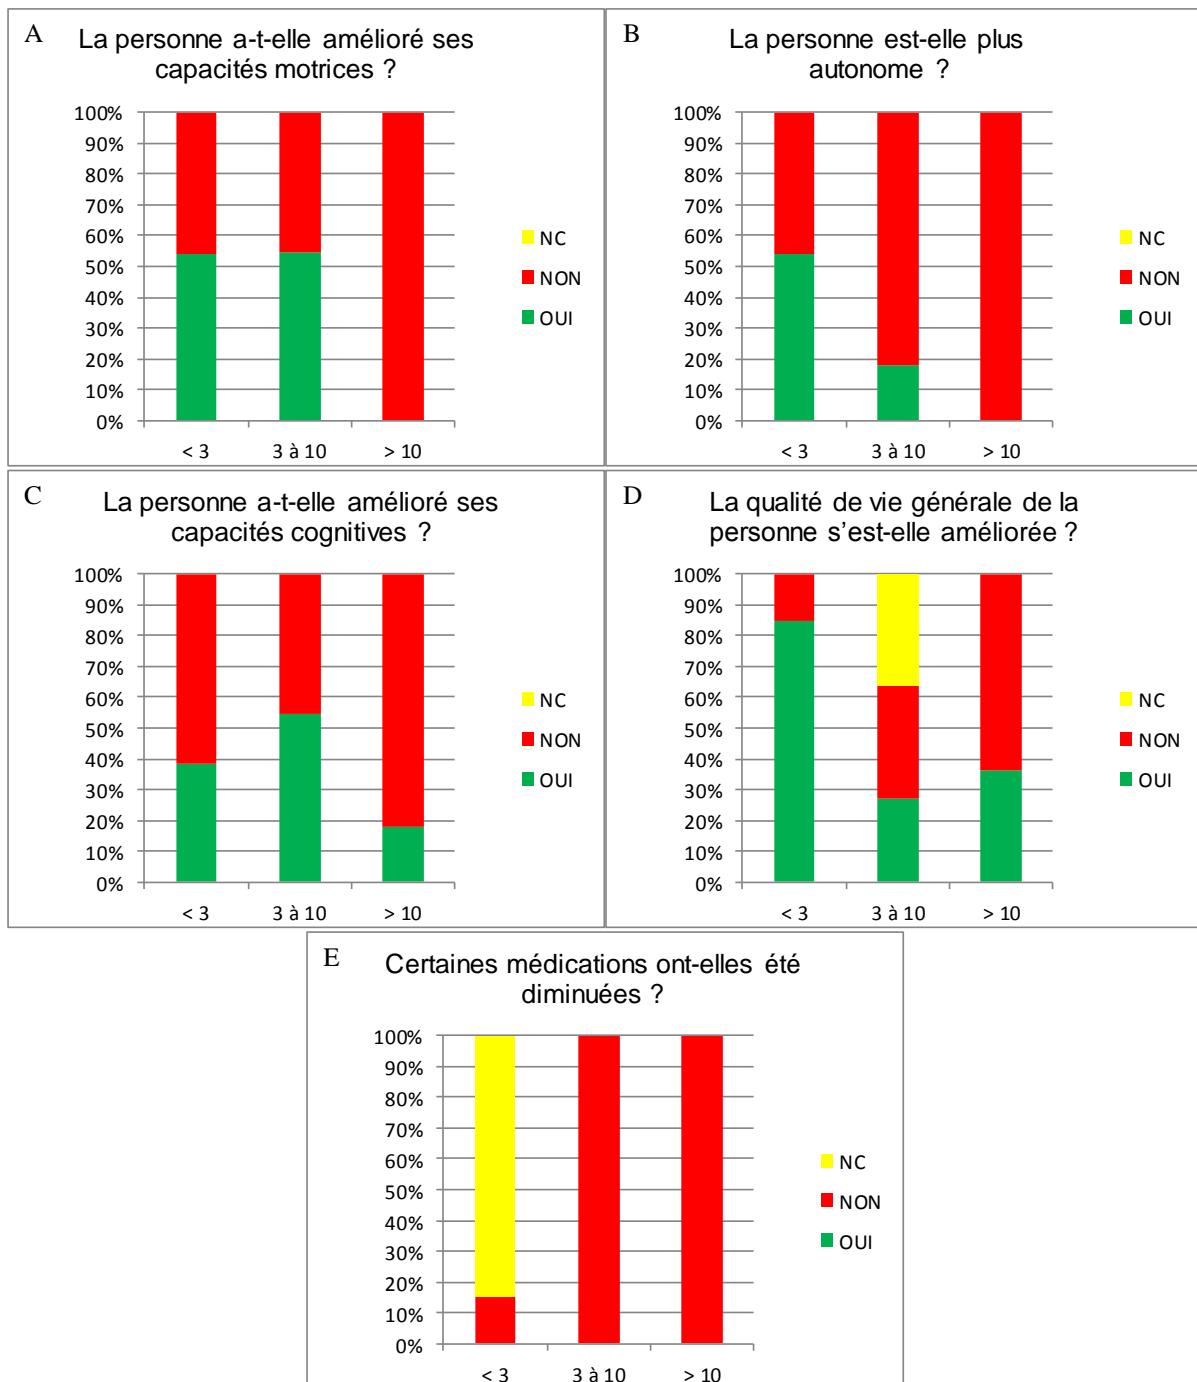 A
La personne a-t-elle amélioré ses
capacités motrices ?
100%
90%
80%
70%
60%
50%
40%
30%
20%
10%
0%
< 3
3 à 10
> 10
NC
NON
OUI
B
La personne est-elle plus
autonome ?
100%
90%
80%
70%
60%
50%
40%
30%
20%
10%
0%
< 3
3 à 10
> 10
NC
NON
OUI
C
La personne a-t-elle amélioré ses
capacités cognitives ?
100%
90%
80%
70%
60%
50%
40%
30%
20%
10%
0%
< 3
3 à 10
> 10
NC
NON
OUI
D
La qualité de vie générale de la
personne s’est-elle améliorée ?
100%
90%
80%
70%
60%
50%
40%
30%
20%
10%
0%
< 3
3 à 10
> 10
NC
NON
OUI
E
Certaines médications ont-elles été
diminuées ?
100%
90%
80%
70%
60%
50%
40%
30%
20%
10%
0%
< 3
3 à 10
> 10
NC
NON
OUI